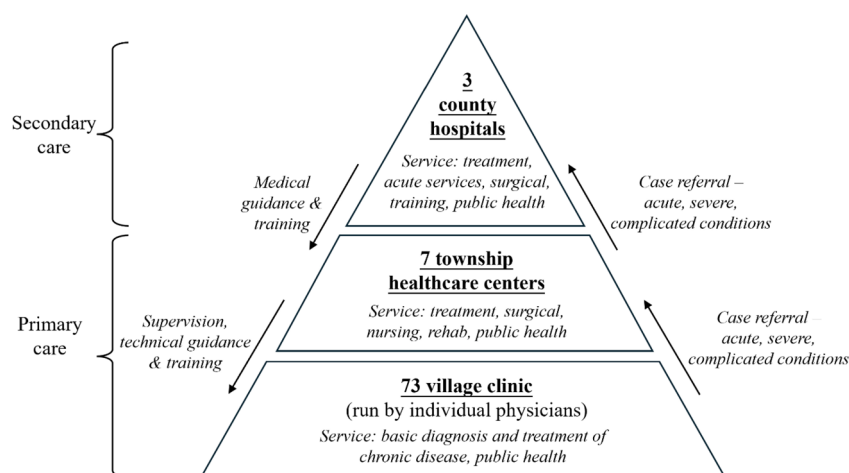 3
county
hospitals
Service: treatment,
acute services, surgical,
training, public health
Secondary
care
Medical
guidance &
training
Case referral –
acute, severe,
complicated conditions
7 township
healthcare centers
Service: treatment, surgical,
nursing, rehab, public health
Primary
care
Supervision,
technical guidance
& training
Case referral –
acute, severe,
complicated conditions
73 village clinic
(run by individual physicians)
Service: basic diagnosis and treatment of
chronic disease, public health